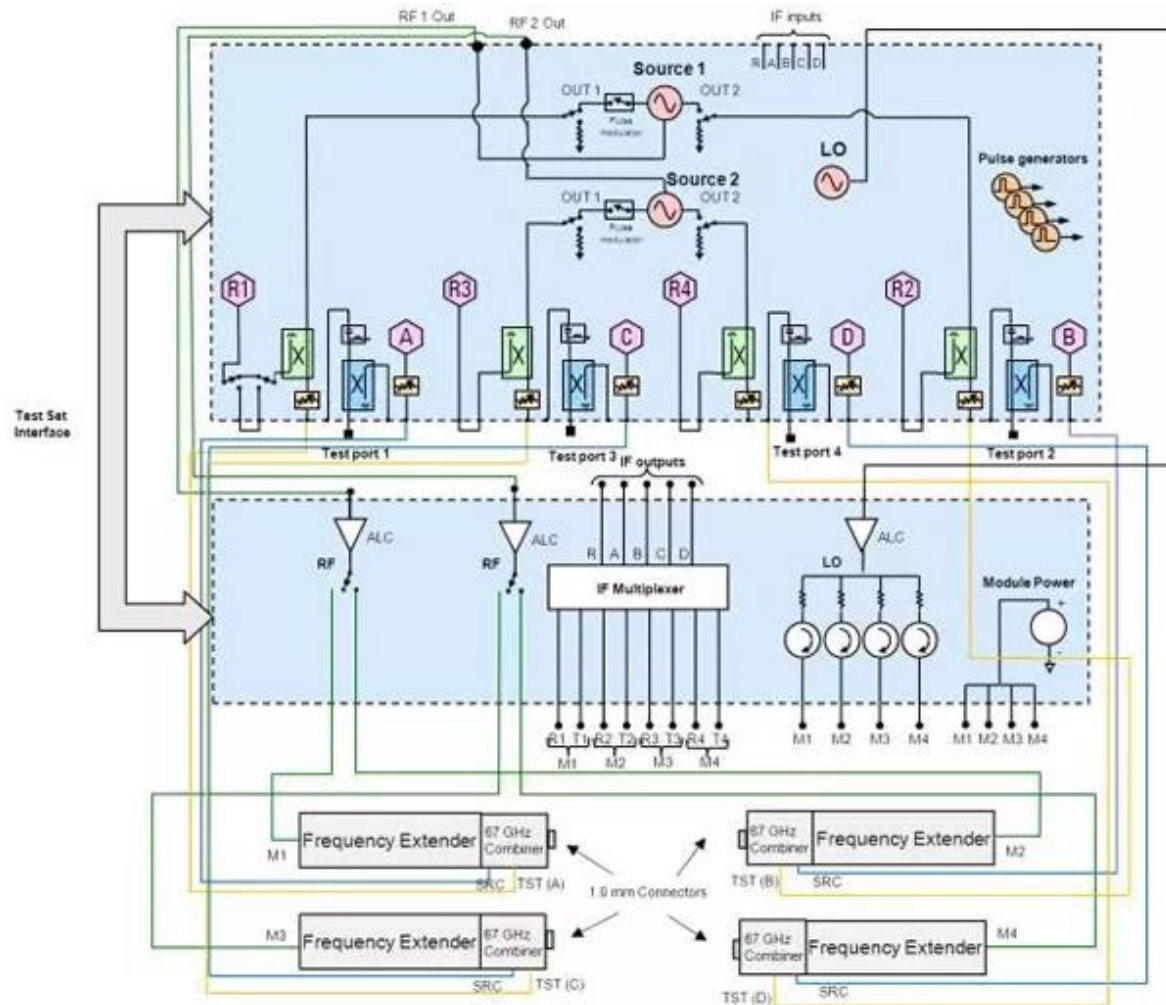 RF 1 Out
RF 2 Out
IF inputs
R A B C D
Source 1
OUT 1
OUT 2
Pulse modulator
LO
Pulse generators
Source 2
OUT 1
OUT 2
Pulse modulator
R1
R3
R4
R2
A
C
D
B
Test Set
Interface
Test port 1
Test port 3
Test port 4
Test port 2
IF outputs
ALC
ALC
R A B C D
ALC
RF
RF
LO
IF Multiplexer
Module Power
+
-
R1 T1 R2 T2 R3 T3 R4 T4
M1 M2 M3 M4
M1 M2 M3 M4
M1 M2 M3 M4
Frequency Extender
67 GHz
Combiner
M1
SRC
TST (A)
67 GHz
Combiner
Frequency Extender
M2
TST (B)
SRC
1.0 mm Connectors
M3
Frequency Extender
67 GHz
Combiner
SRC
TST (C)
67 GHz
Combiner
Frequency Extender
M4
TST (D)
SRC